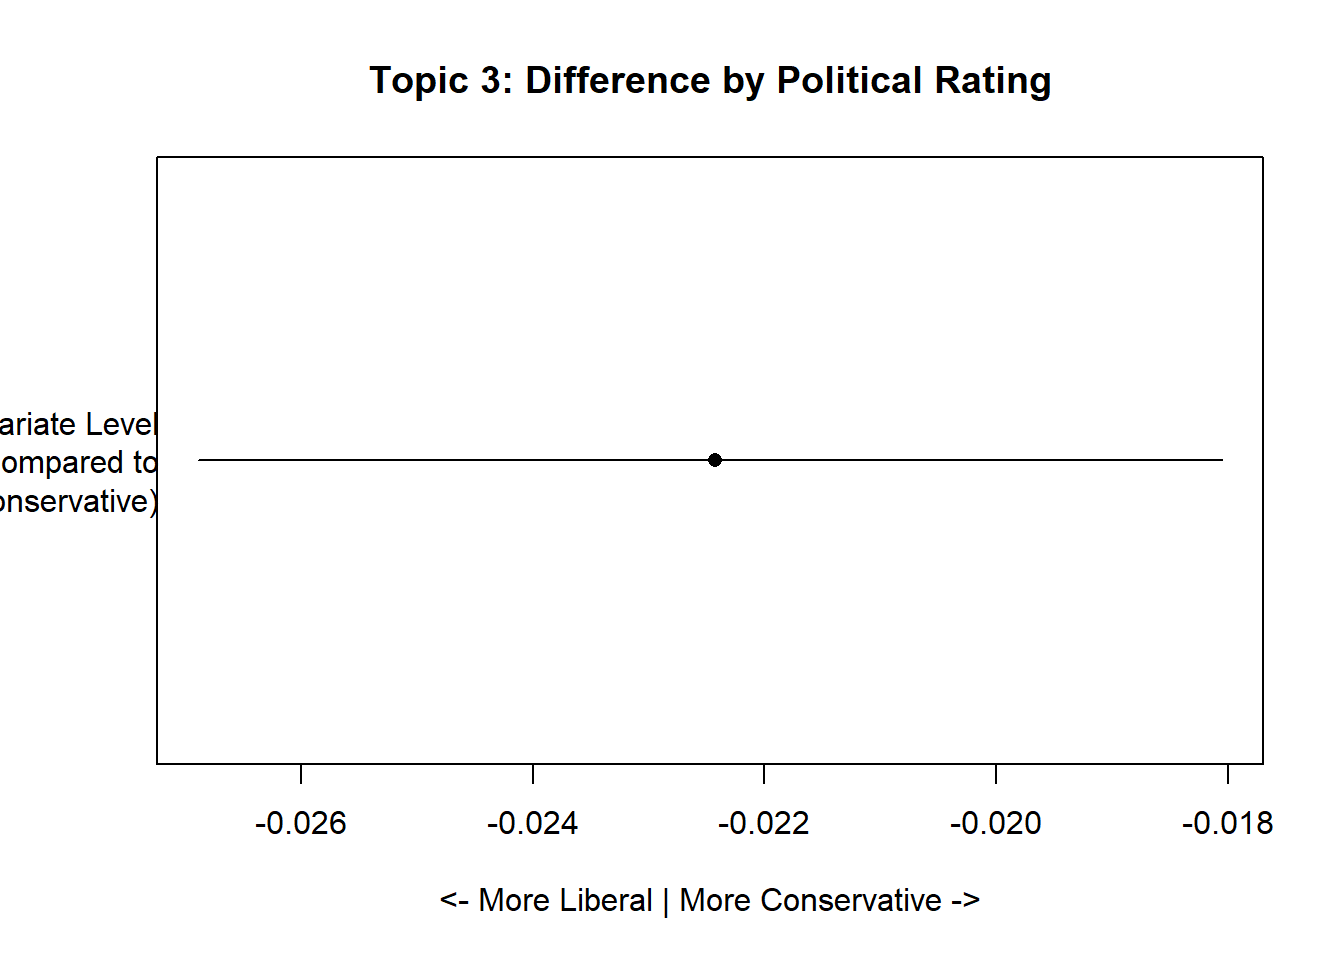 Topic 3: Difference by Political Rating
ariate Level
ompared to
onservative)
-0.026 -0.024 -0.022 -0.020 -0.018
<- More Liberal | More Conservative ->